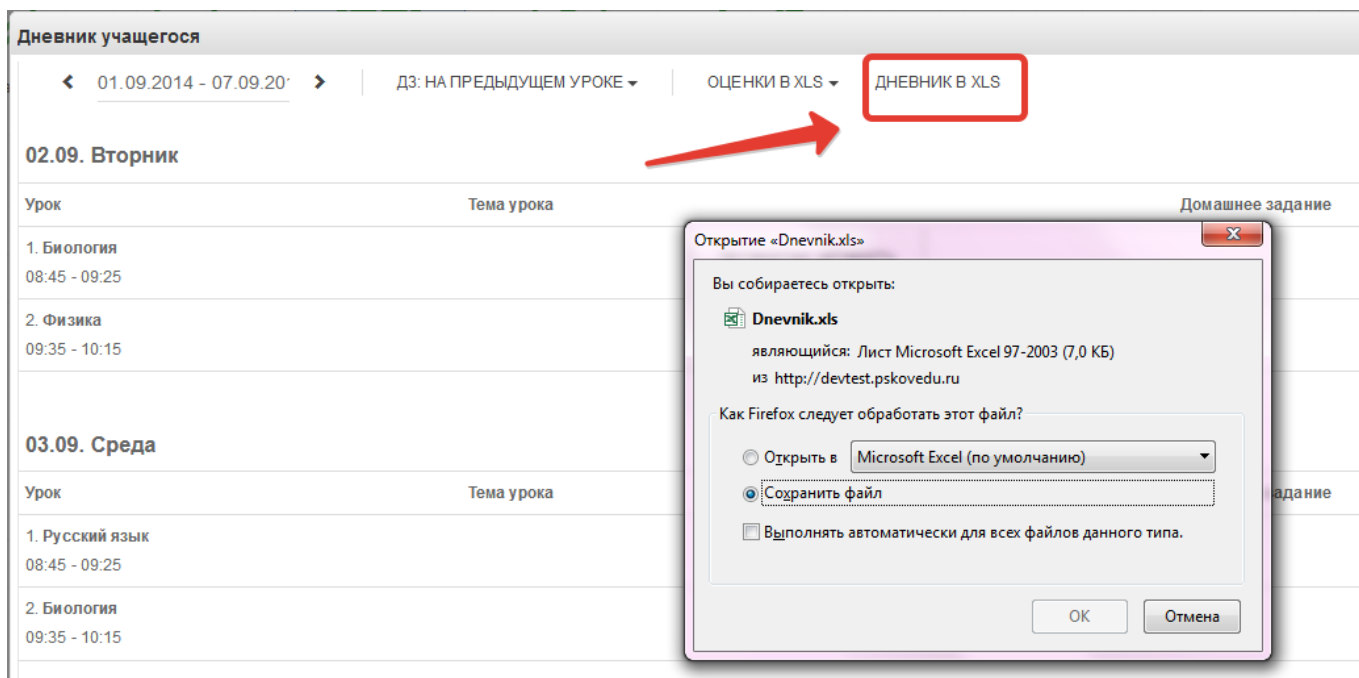 Дневник учащегося
01.09.2014 - 07.09.20 ДЗ: НА ПРЕДЫДУЩЕМ УРОКЕ ОЦЕНКИ В XLS ДНЕВНИК В XLS
02.09. Вторник
Урок Тема урока Домашнее задание
1. Биология
08:45 - 09:25
2. Физика
09:35 - 10:15
03.09. Среда
Урок Тема урока адание
1. Русский язык
08:45 - 09:25
2. Биология
09:35 - 10:15
Открытие «Dnevnik.xls»
Вы собираетесь открыть:
Dnevnik.xls
являющийся: Лист Microsoft Excel 97-2003 (7,0 КБ)
из http://devtest.pskovedu.ru
Как Firefox следует обработать этот файл?
Открыть в Microsoft Excel (по умолчанию)
Сохранить файл
Выполнять автоматически для всех файлов данного типа.
OK Отмена